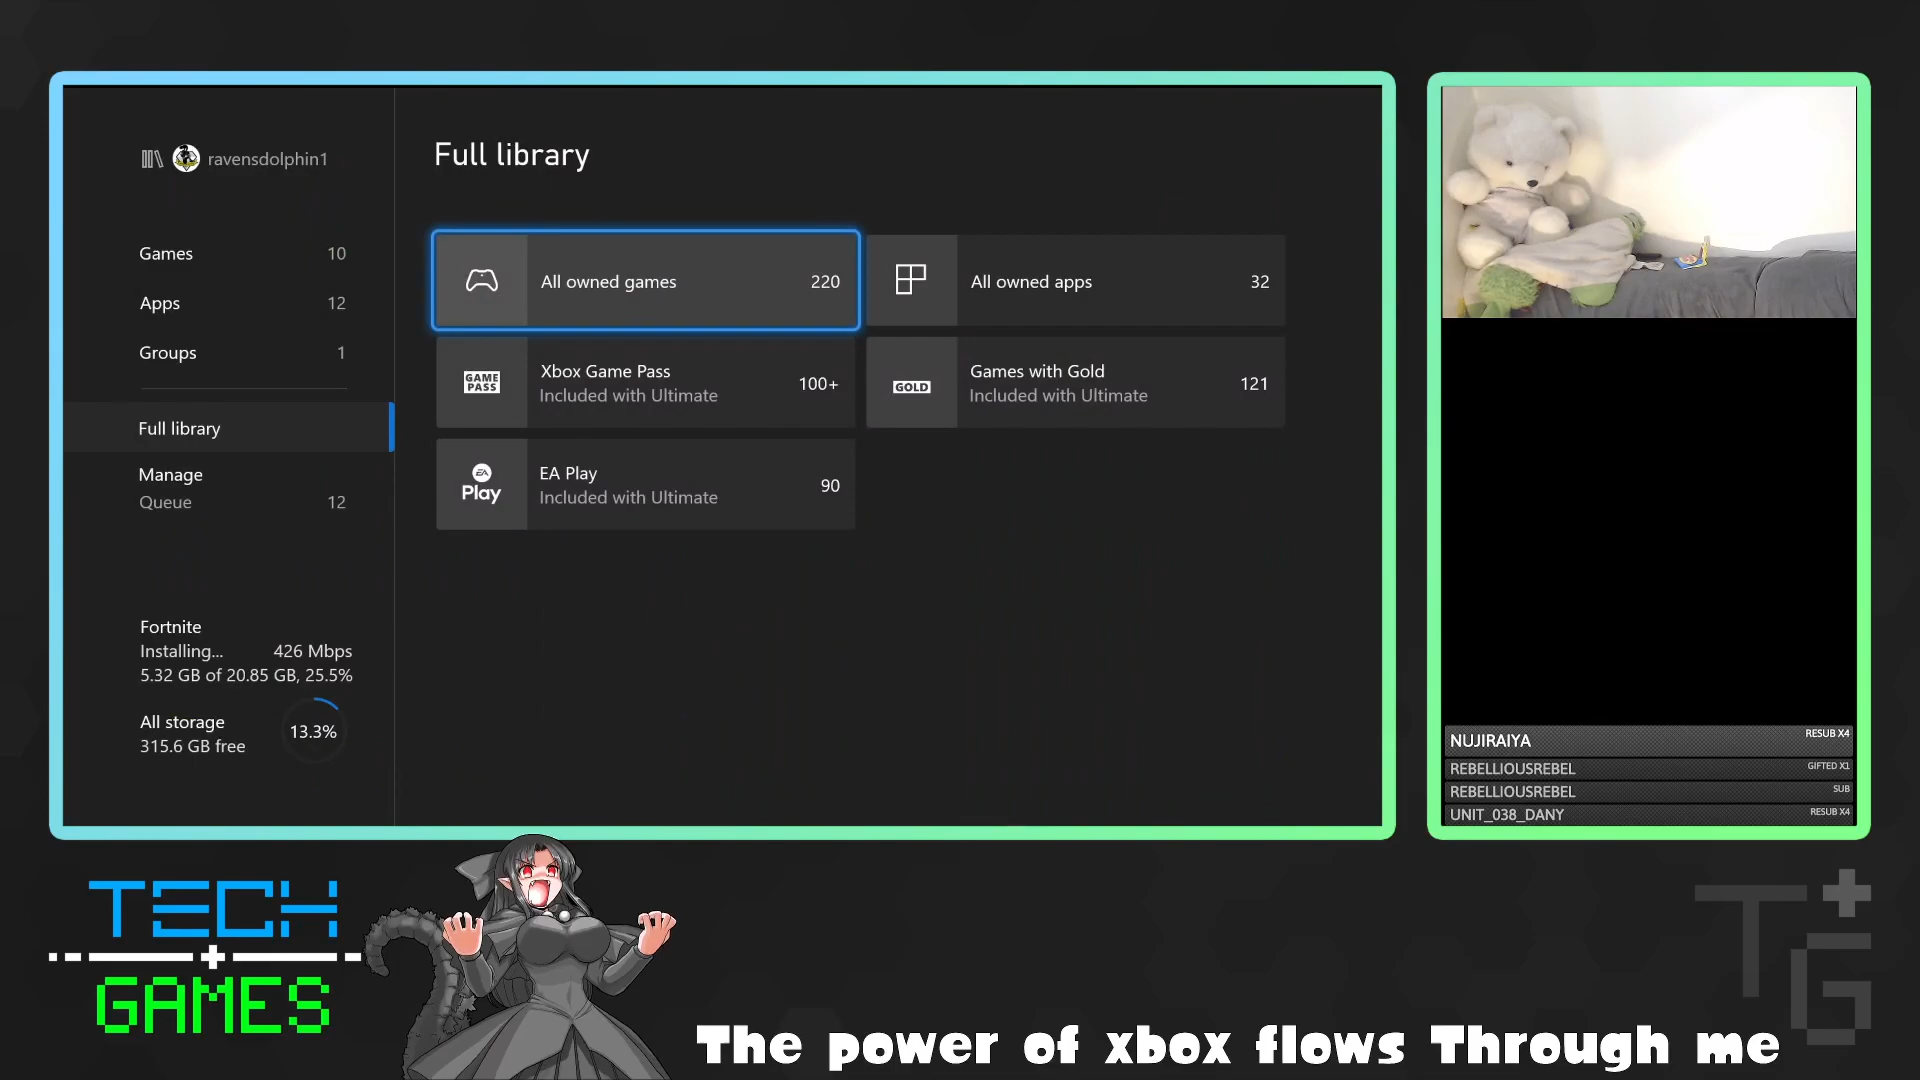 ravensdolphin1
Games 10
Apps 12
Groups 1
Full library
Manage
Queue 12
Fortnite
Installing... 426 Mbps
5.32 GB of 20.85 GB, 25.5%
All storage
315.6 GB free
13.3%
Full library
All owned games 220
All owned apps 32
GAME PASS
Xbox Game Pass
Included with Ultimate
100+
GOLD
Games with Gold
Included with Ultimate
121
EA Play
EA Play
Included with Ultimate
90
NUJIRAIYA RESUB X4
REBELLIOUSREBEL GIFTED X1
REBELLIOUSREBEL SUB
UNIT_038_DANY RESUB X4
TECH
GAMES
The power of xbox flows Through me
TG